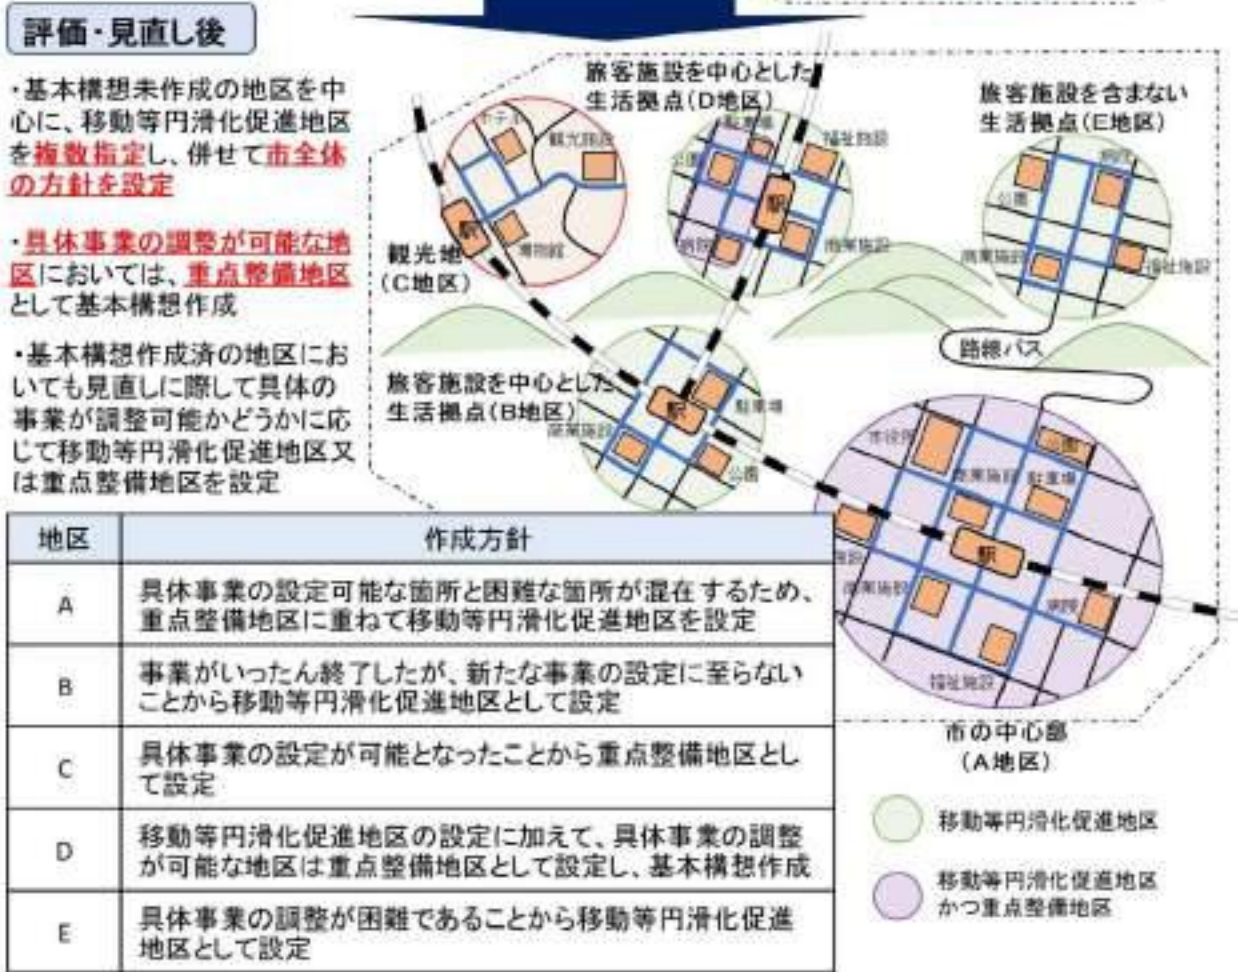 評価・見直し後
・基本構想未作成の地区を中
心に、移動等円滑化促進地区
を複数指定し、併せて市全体
の方針を設定
・具体事業の調整が可能な地
区においては、重点整備地区
として基本構想作成
・基本構想作成済の地区にお
いても見直しに際して具体の
事業が調整可能かどうかに応
じて移動等円滑化促進地区又
は重点整備地区を設定
旅客施設を中心とした
生活拠点(D地区)
旅客施設を含まない
生活拠点(E地区)
ホテル
観光施設
駅
博物館
観光地
(C地区)
駐車場
福祉施設
公園
駅
病院
商業施設
病院
公園
商業施設
福祉施設
路線バス
旅客施設を中心とした
生活拠点(B地区)
駅
駐車場
商業施設
公園
市役所
公園
商業施設
駐車場
施設
駅
商業施設
病院
福祉施設
市の中心部
(A地区)
地区 作成方針
A 具体事業の設定可能な箇所と困難な箇所が混在するため、
重点整備地区に重ねて移動等円滑化促進地区を設定
B 事業がいったん終了したが、新たな事業の設定に至らない
ことから移動等円滑化促進地区として設定
C 具体事業の設定が可能となったことから重点整備地区とし
て設定
D 移動等円滑化促進地区の設定に加えて、具体事業の調整
が可能な地区は重点整備地区として設定し、基本構想作成
E 具体事業の調整が困難であることから移動等円滑化促進
地区として設定
移動等円滑化促進地区
移動等円滑化促進地区
かつ重点整備地区